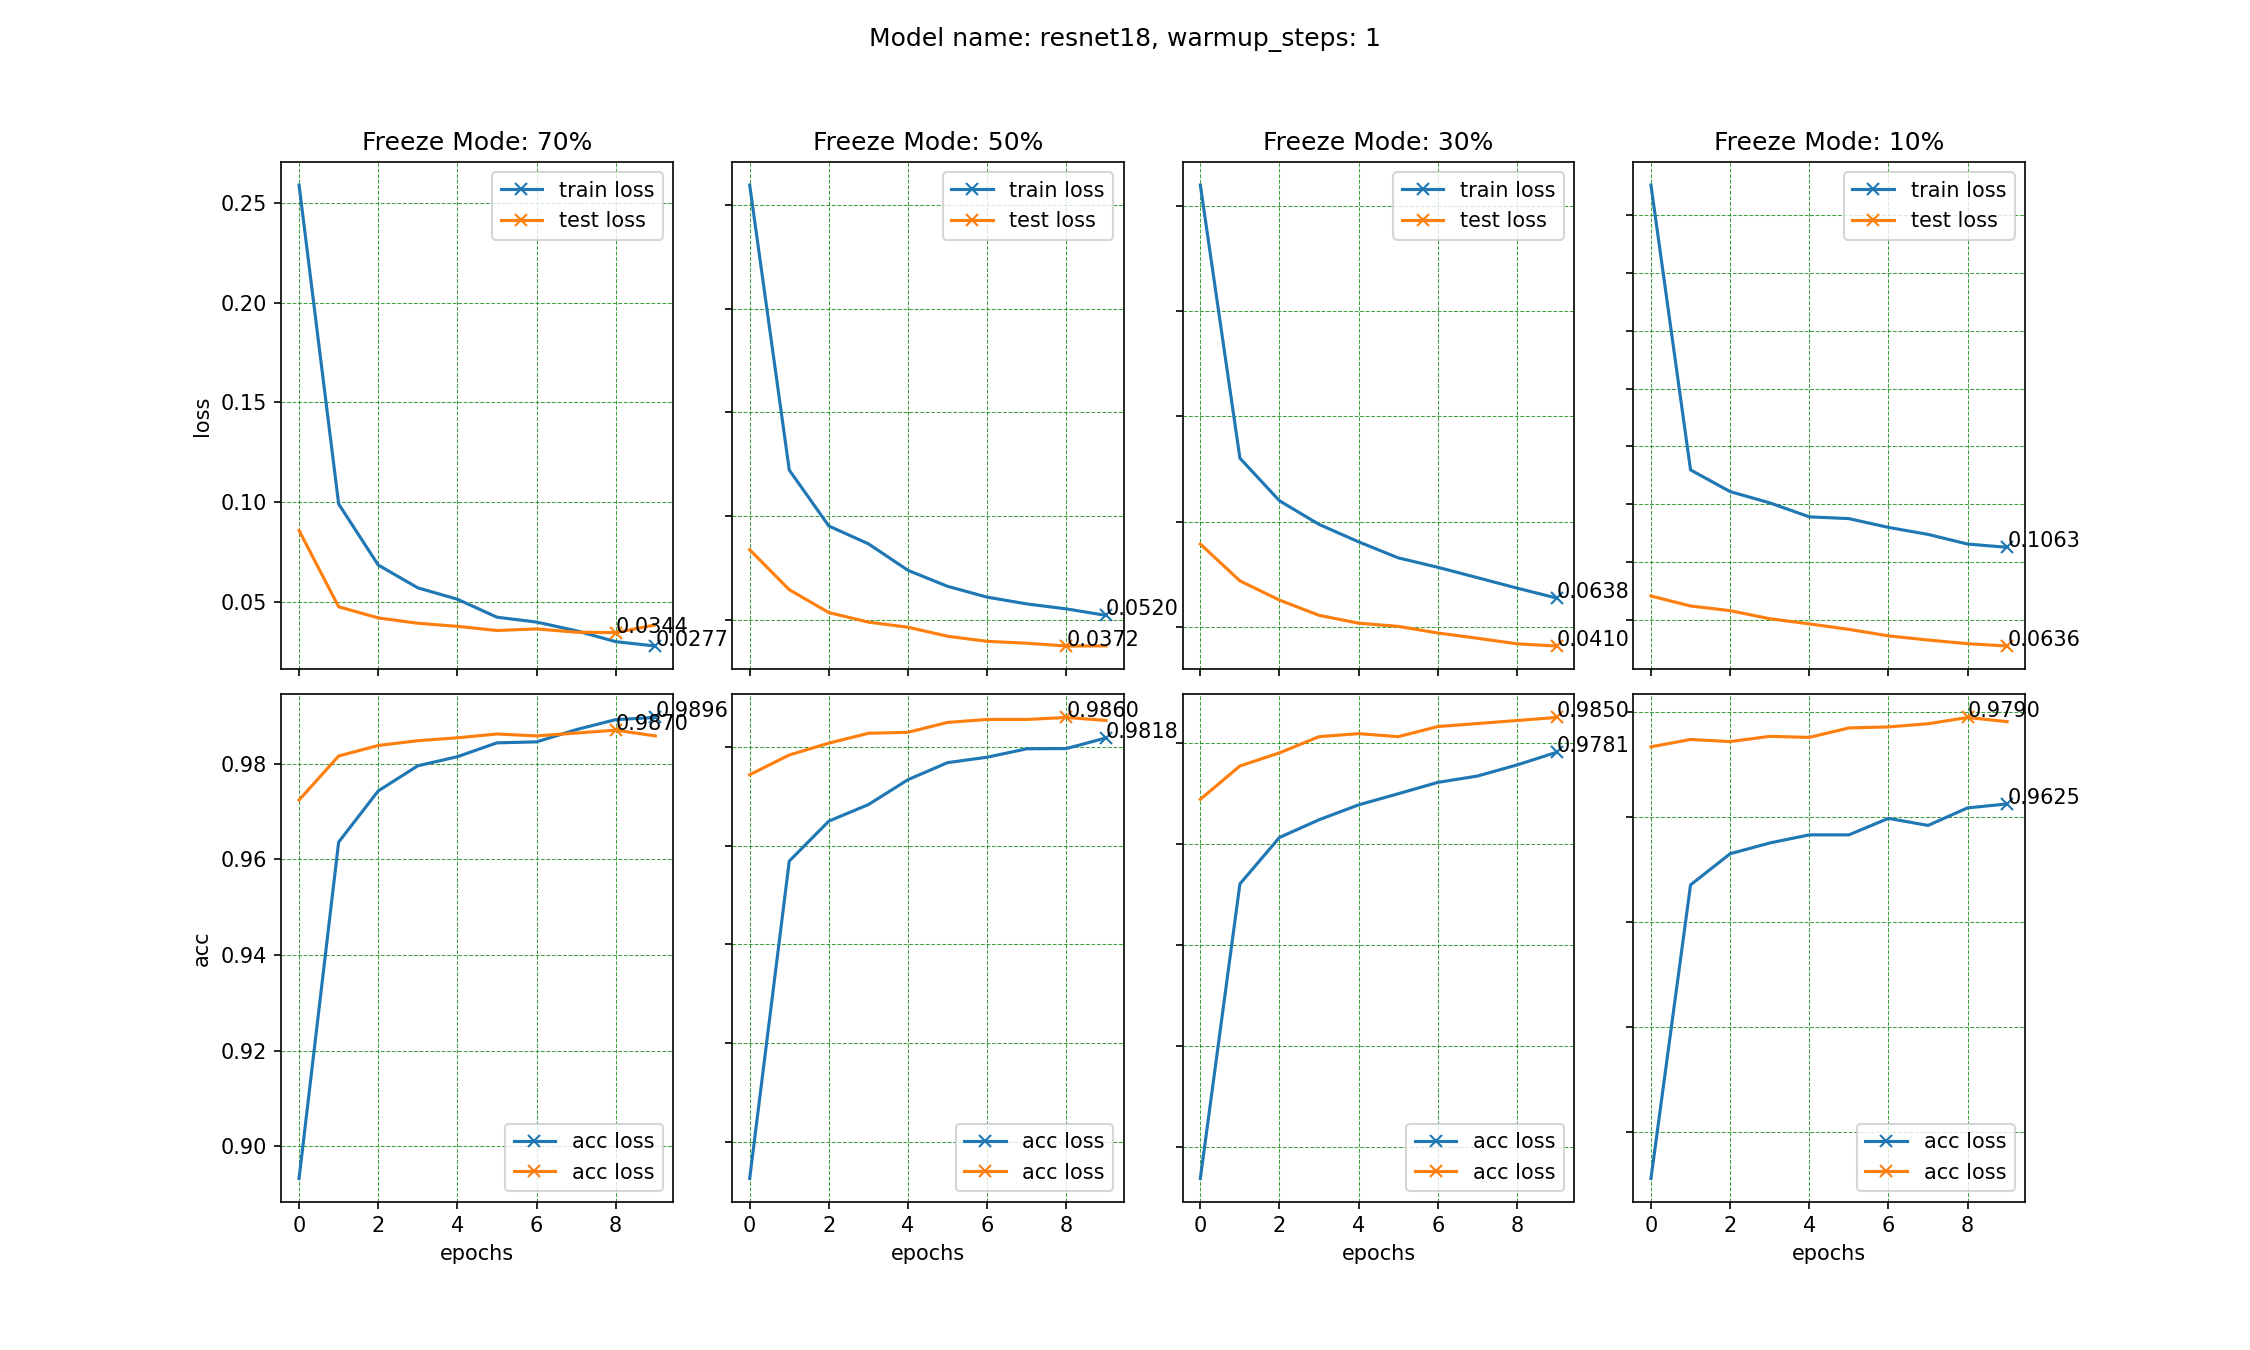 Model name: resnet18, warmup_steps: 1
Freeze Mode: 70%
train loss
test loss
0.25
0.20
0.15
0.10
0.05
loss
0.0344
0.0277
Freeze Mode: 50%
train loss
test loss
0.0520
0.0372
Freeze Mode: 30%
train loss
test loss
0.0638
0.0410
Freeze Mode: 10%
train loss
test loss
0.1063
0.0636
0.9896
0.9870
0.98
0.96
0.94
0.92
0.90
acc
acc loss
acc loss
0 2 4 6 8
epochs
0.9860
0.9818
acc loss
acc loss
0 2 4 6 8
epochs
0.9850
0.9781
acc loss
acc loss
0 2 4 6 8
epochs
0.9790
0.9625
acc loss
acc loss
0 2 4 6 8
epochs